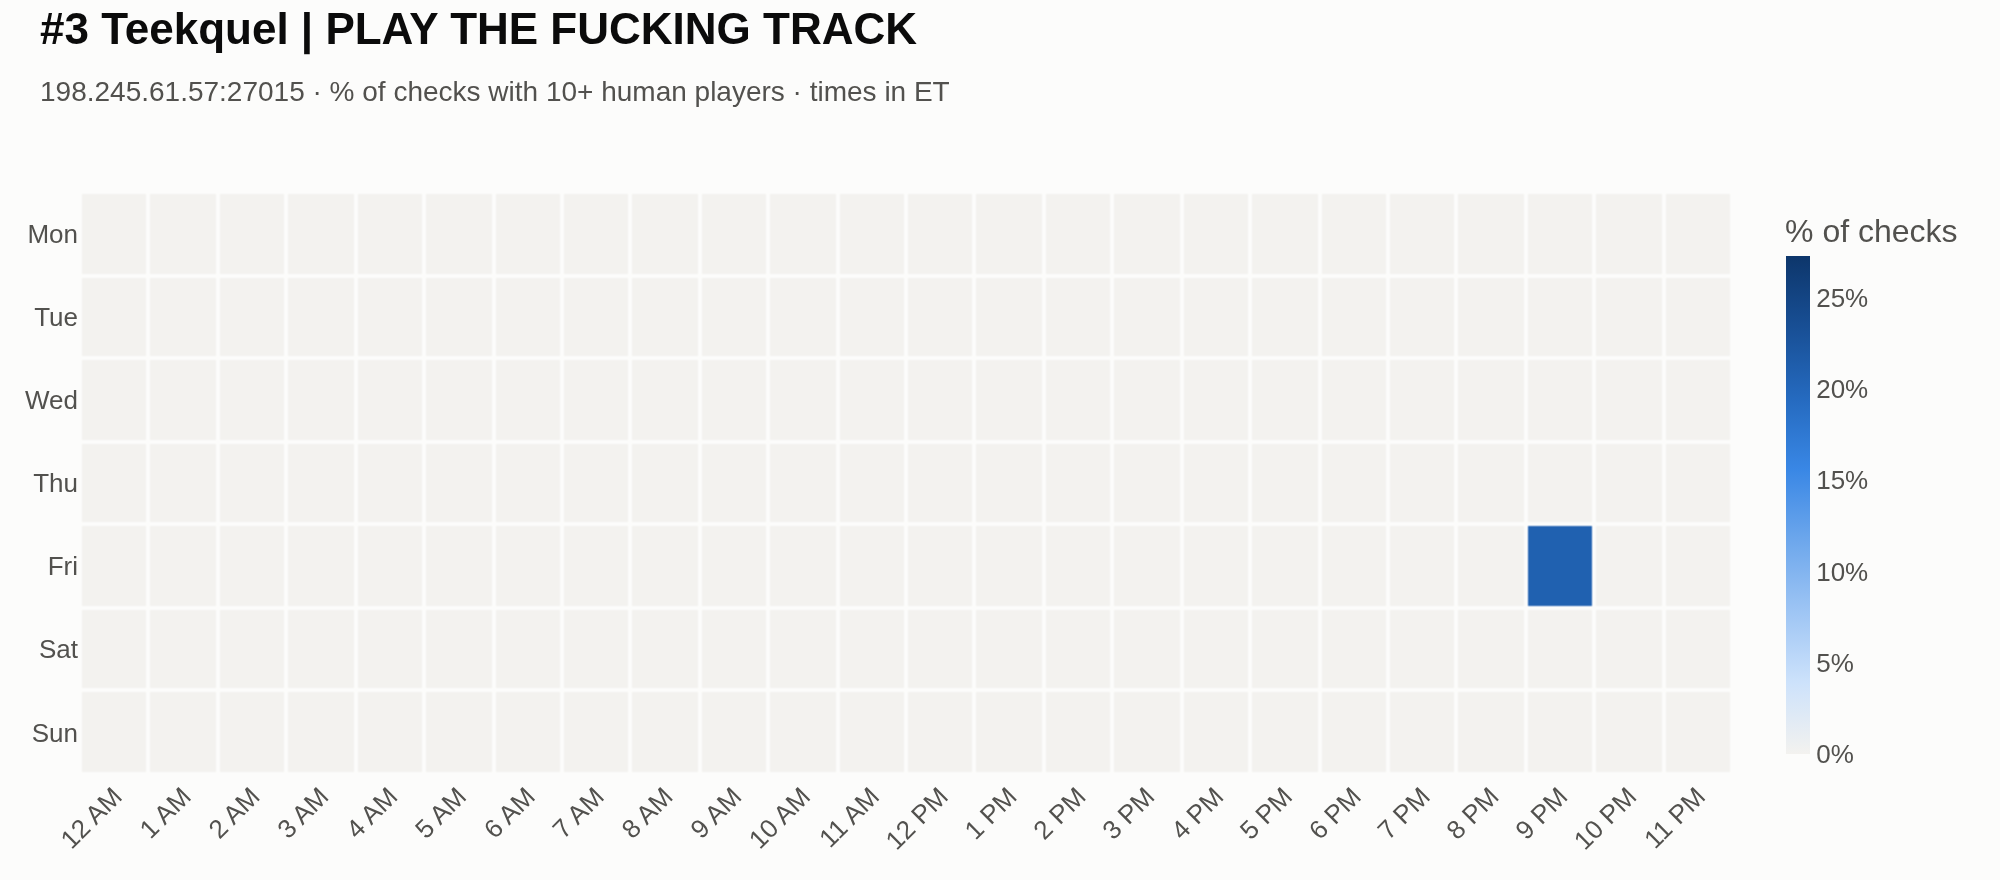 #3 Teekquel | PLAY THE FUCKING TRACK
198.245.61.57:27015 · % of checks with 10+ human players · times in ET
% of checks
Mon
Tue
Wed
Thu
Fri
Sat
Sun
25%
20%
15%
10%
5%
0%
12 AM
1 AM
2 AM
3 AM
4 AM
5 AM
6 AM
7 AM
8 AM
9 AM
10 AM
11 AM
12 PM
1 PM
2 PM
3 PM
4 PM
5 PM
6 PM
7 PM
8 PM
9 PM
10 PM
11 PM